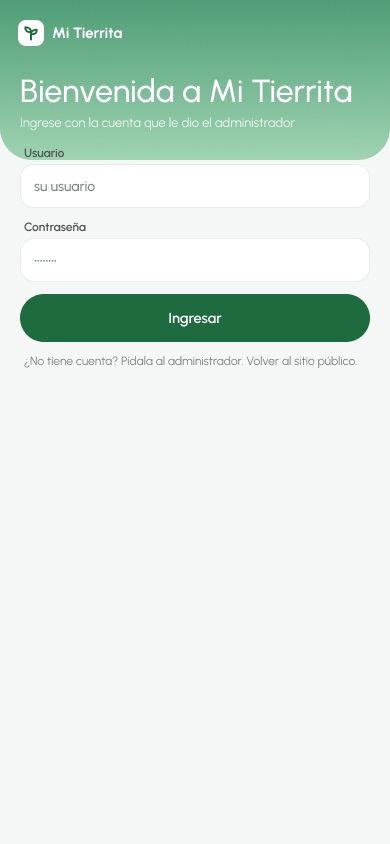 Mi Tierrita
Bienvenida a Mi Tierrita
Ingrese con la cuenta que le dio el administrador
Usuario
su usuario
Contraseña
········
Ingresar
¿No tiene cuenta? Pídala al administrador. Volver al sitio público.